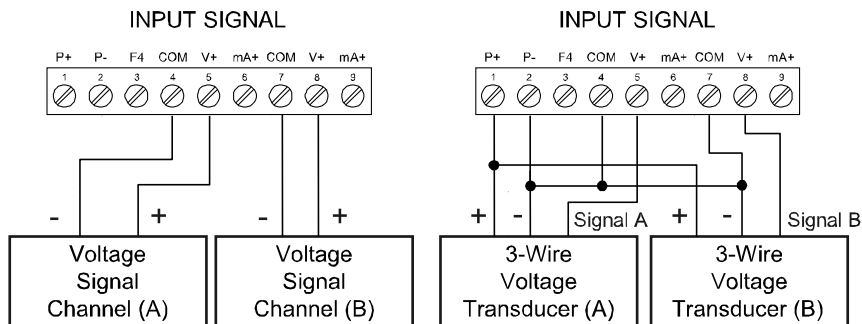 INPUT SIGNAL
P+ P- F4 COM V+ mA+ COM V+ mA+
1 2 3 4 5 6 7 8 9
- + - +
Voltage
Signal
Channel (A)
Voltage
Signal
Channel (B)
INPUT SIGNAL
P+ P- F4 COM V+ mA+ COM V+ mA+
1 2 3 4 5 6 7 8 9
+ - Signal A + - Signal B
3-Wire
Voltage
Transducer (A)
3-Wire
Voltage
Transducer (B)